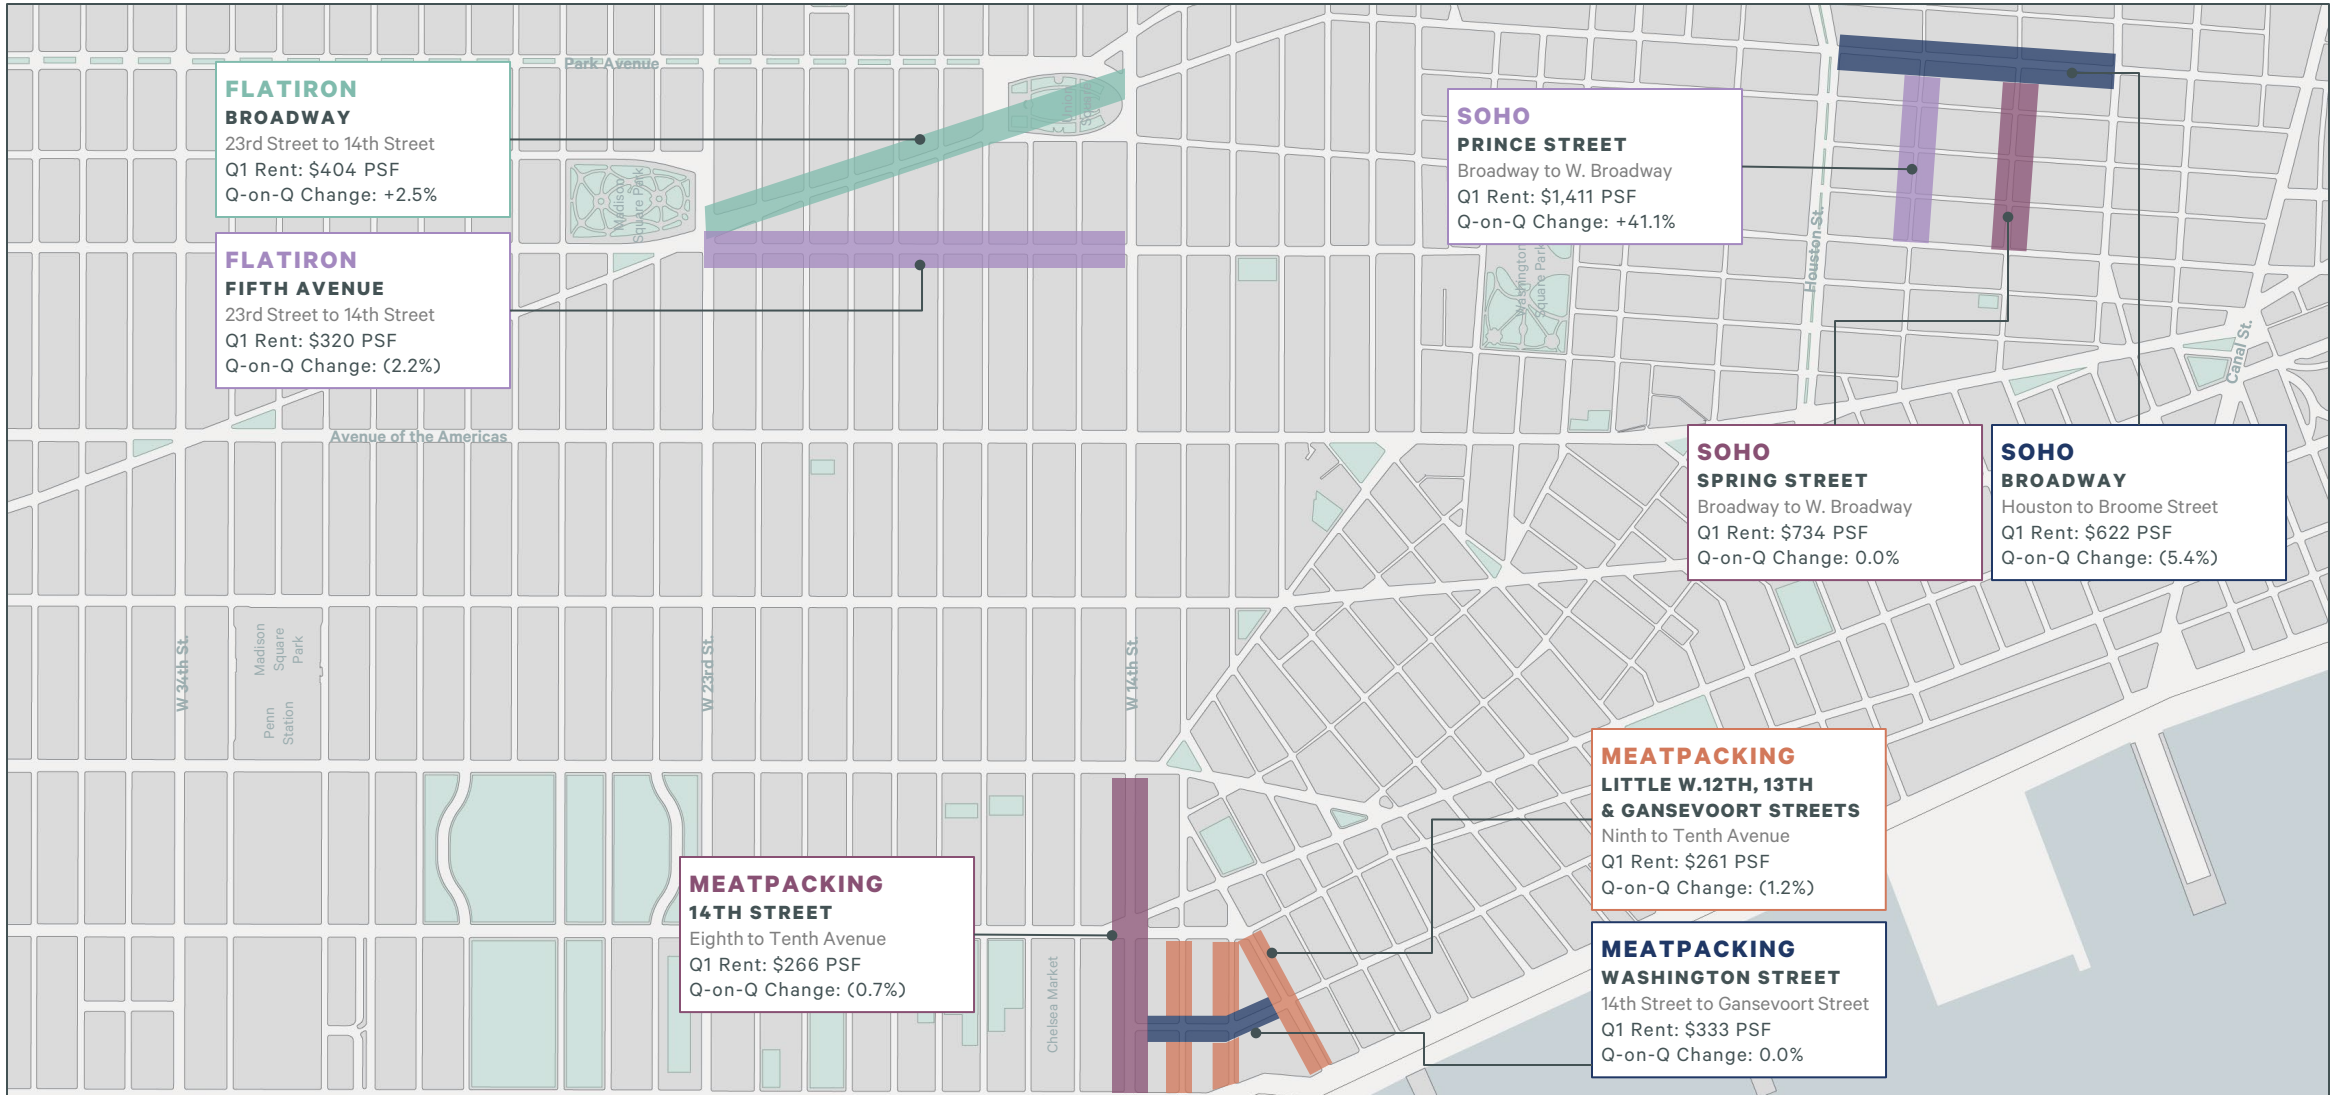 Park Avenue
FLATIRON
BROADWAY
23rd Street to 14th Street
Q1 Rent: $404 PSF
Q-on-Q Change: +2.5%
Madison
Square Park
Union
Square
FLATIRON
FIFTH AVENUE
23rd Street to 14th Street
Q1 Rent: $320 PSF
Q-on-Q Change: (2.2%)
SOHO
PRINCE STREET
Broadway to W. Broadway
Q1 Rent: $1,411 PSF
Q-on-Q Change: +41.1%
Washington
Square Park
Houston St.
Canal St.
Avenue of the Americas
SOHO
SPRING STREET
Broadway to W. Broadway
Q1 Rent: $734 PSF
Q-on-Q Change: 0.0%
SOHO
BROADWAY
Houston to Broome Street
Q1 Rent: $622 PSF
Q-on-Q Change: (5.4%)
W 34th St.
Madison
Square
Park
Penn
Station
W 23rd St.
W 14th St.
MEATPACKING
LITTLE W.12TH, 13TH
& GANSEVOORT STREETS
Ninth to Tenth Avenue
Q1 Rent: $261 PSF
Q-on-Q Change: (1.2%)
MEATPACKING
14TH STREET
Eighth to Tenth Avenue
Q1 Rent: $266 PSF
Q-on-Q Change: (0.7%)
Chelsea Market
MEATPACKING
WASHINGTON STREET
14th Street to Gansevoort Street
Q1 Rent: $333 PSF
Q-on-Q Change: 0.0%